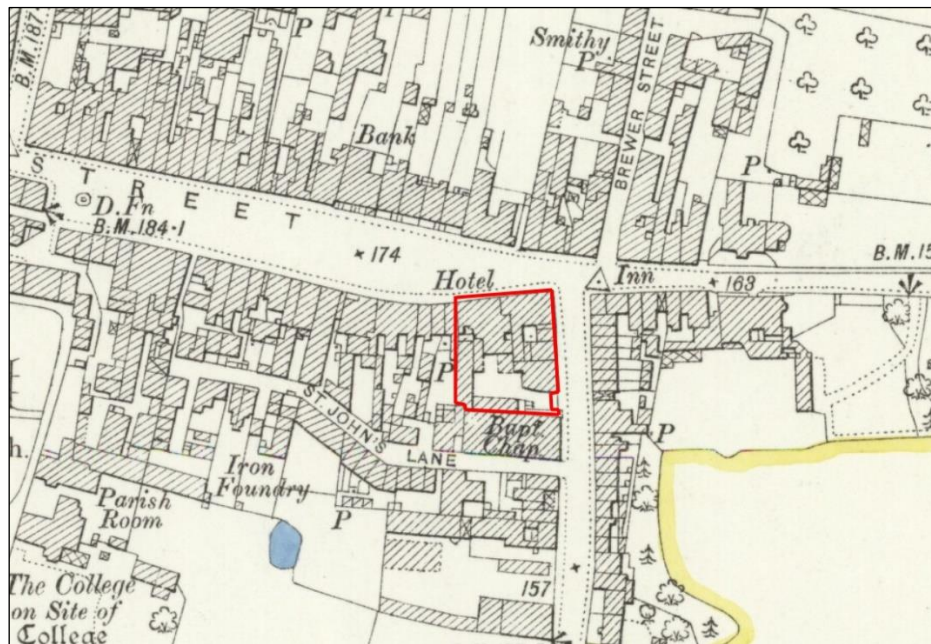 B.M.187
P
P
Smithy
P
BREWER STREET
Bank
P
S
TREET
D. Fn
B.M.184·1
174
Hotel
Inn
163
B.M.15
P
ST JOHN'S
LANE
Bapt
Chap
P
h.
Iron
Foundry
Parish
Room
P
157
The College
on Site of
College